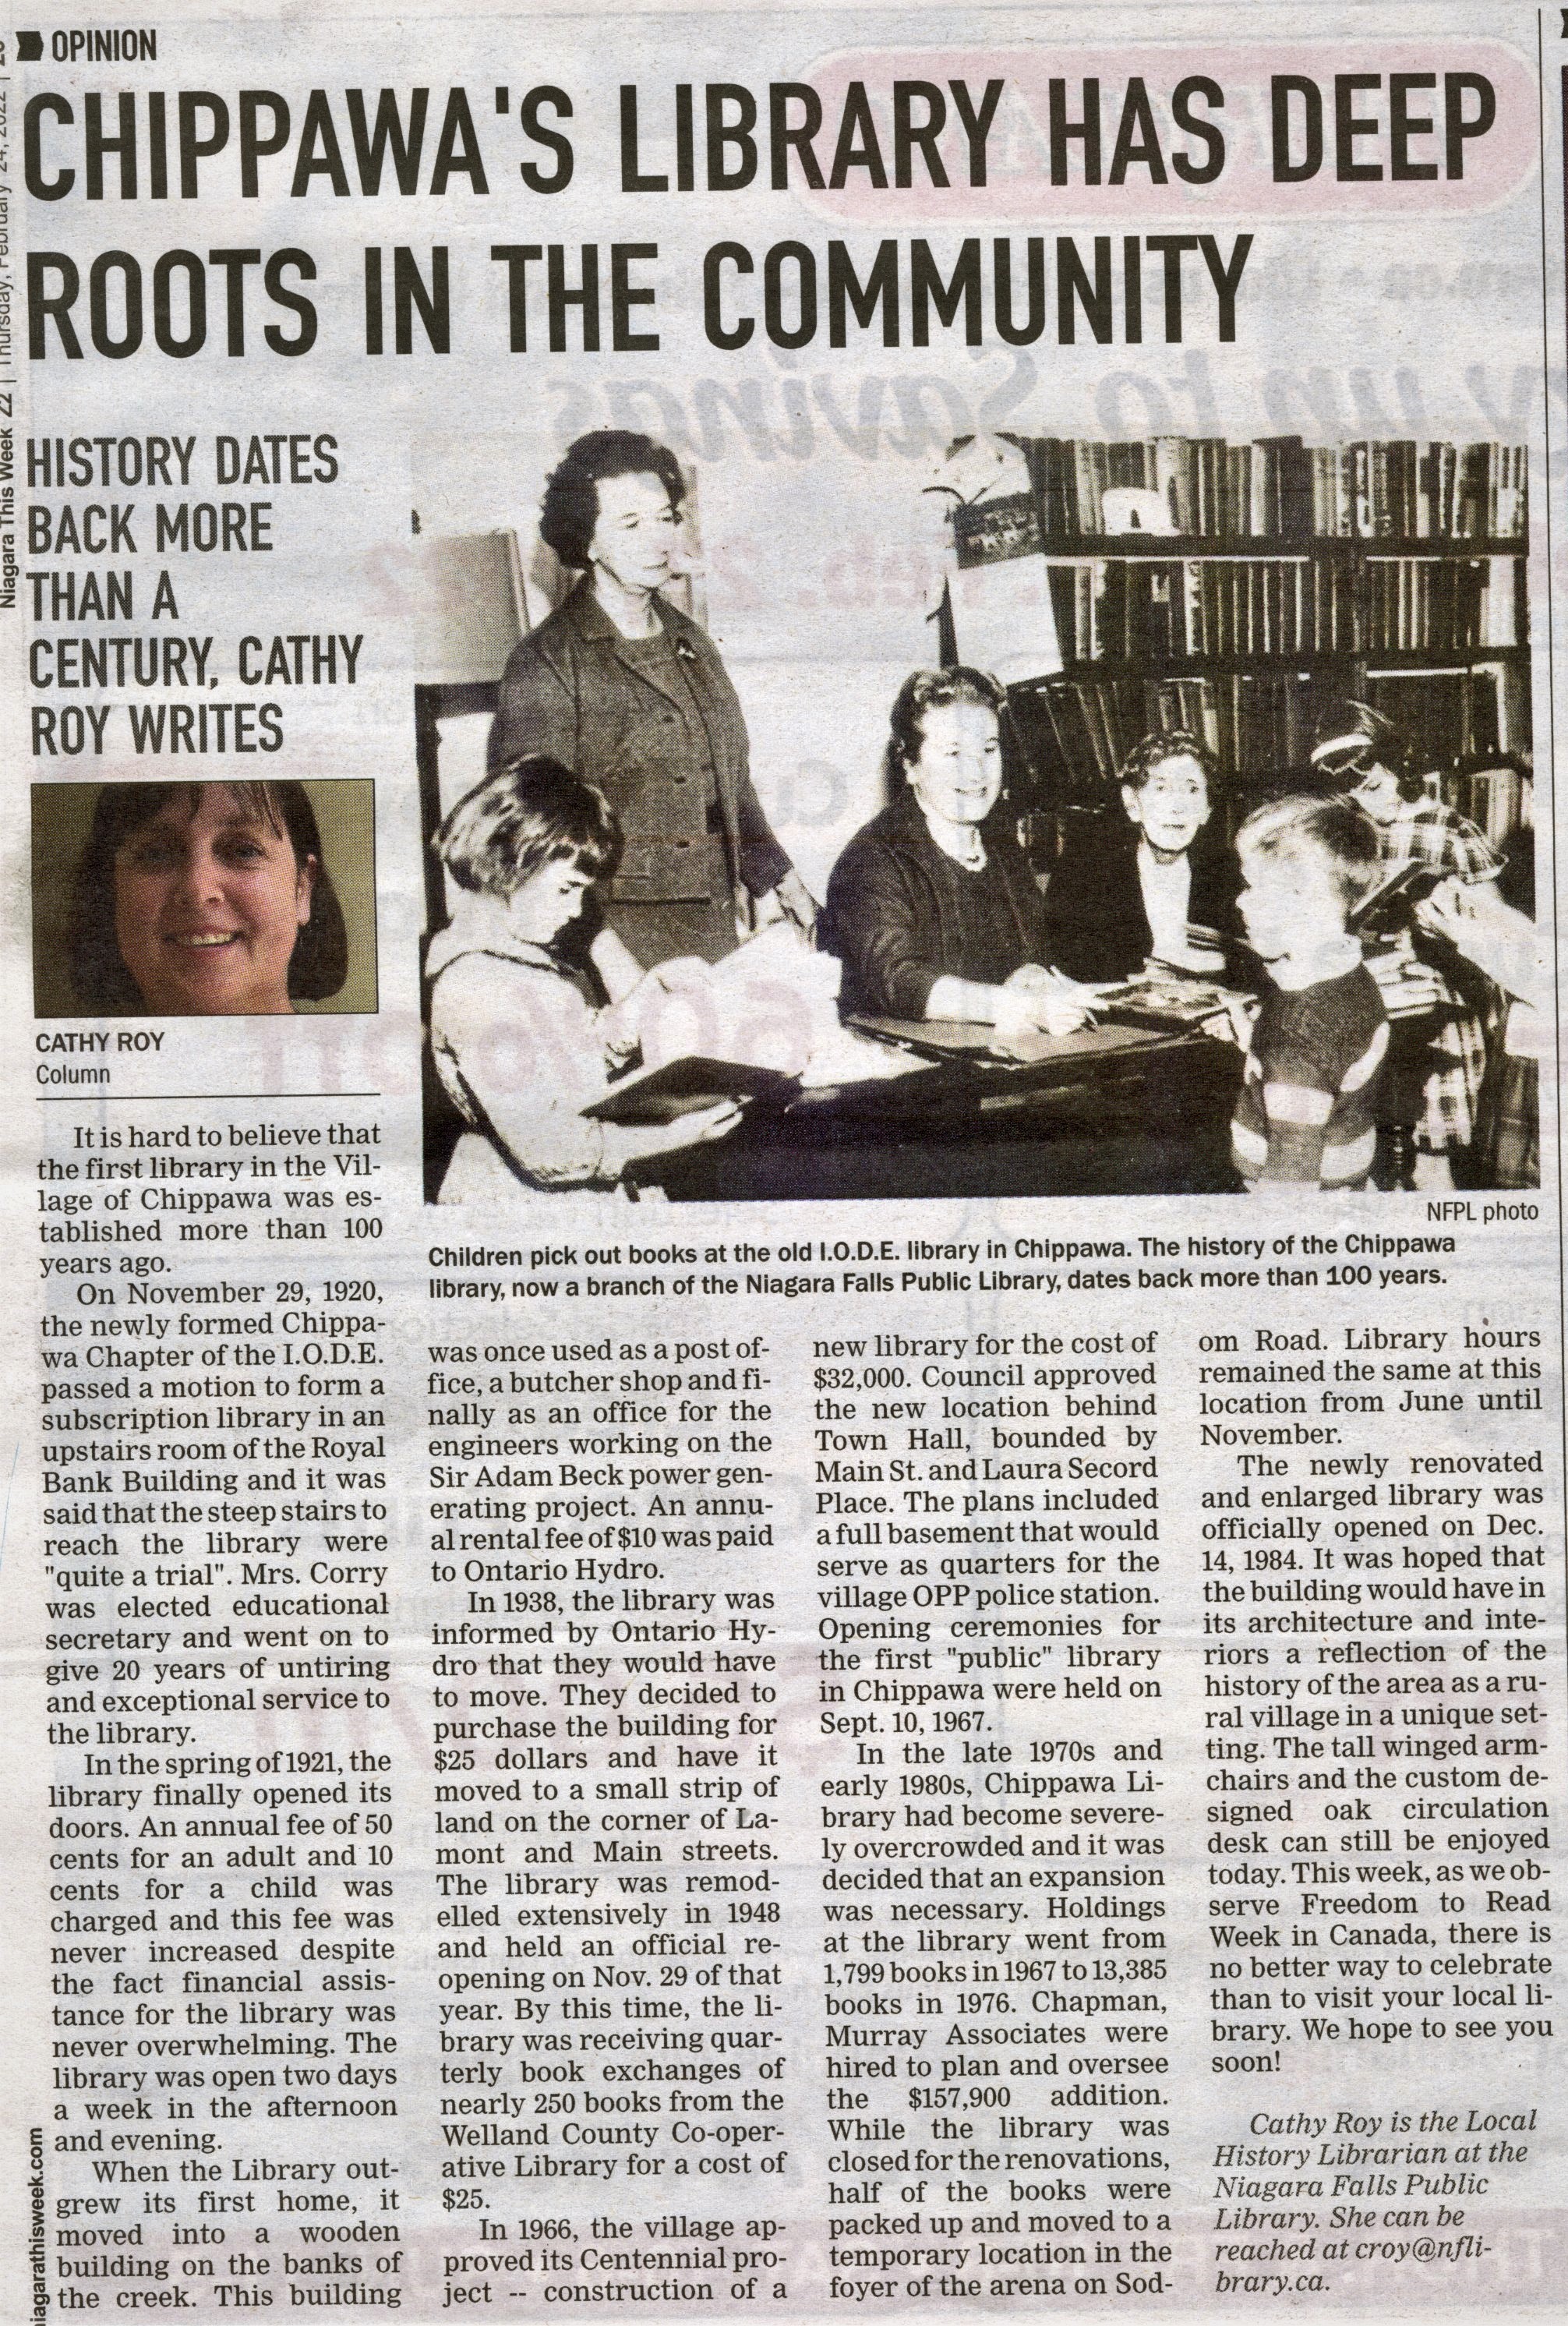 OPINION
CHIPPAWA'S LIBRARY HAS DEEP
ROOTS IN THE COMMUNITY
Niagara This Week 22 | Thursday, February 24, 2022 |
HISTORY DATES
BACK MORE
THAN A
CENTURY, CATHY
ROY WRITES
CATHY ROY
Column
NFPL photo
Children pick out books at the old I.O.D.E. library in Chippawa. The history of the Chippawa
library, now a branch of the Niagara Falls Public Library, dates back more than 100 years.
It is hard to believe that
the first library in the Vil-
lage of Chippawa was es-
tablished more than 100
years ago.
On November 29, 1920,
the newly formed Chippa-
wa Chapter of the I.O.D.E.
passed a motion to form a
subscription library in an
upstairs room of the Royal
Bank Building and it was
said that the steep stairs to
reach the library were
"quite a trial". Mrs. Corry
was elected educational
secretary and went on to
give 20 years of untiring
and exceptional service to
the library.
In the spring of 1921, the
library finally opened its
doors. An annual fee of 50
cents for an adult and 10
cents for a child was
charged and this fee was
never increased despite
the fact financial assis-
tance for the library was
never overwhelming. The
library was open two days
a week in the afternoon
and evening.
When the Library out-
grew its first home, it
moved into a wooden
building on the banks of
the creek. This building
was once used as a post of-
fice, a butcher shop and fi-
nally as an office for the
engineers working on the
Sir Adam Beck power gen-
erating project. An annu-
al rental fee of $10 was paid
to Ontario Hydro.
In 1938, the library was
informed by Ontario Hy-
dro that they would have
to move. They decided to
purchase the building for
$25 dollars and have it
moved to a small strip of
land on the corner of La-
mont and Main streets.
The library was remod-
elled extensively in 1948
and held an official re-
opening on Nov. 29 of that
year. By this time, the li-
brary was receiving quar-
terly book exchanges of
nearly 250 books from the
Welland County Co-oper-
ative Library for a cost of
$25.
In 1966, the village ap-
proved its Centennial pro-
ject -- construction of a
new library for the cost of
$32,000. Council approved
the new location behind
Town Hall, bounded by
Main St. and Laura Secord
Place. The plans included
a full basement that would
serve as quarters for the
village OPP police station.
Opening ceremonies for
the first "public" library
in Chippawa were held on
Sept. 10, 1967.
In the late 1970s and
early 1980s, Chippawa Li-
brary had become severe-
ly overcrowded and it was
decided that an expansion
was necessary. Holdings
at the library went from
1,799 books in 1967 to 13,385
books in 1976. Chapman,
Murray Associates were
hired to plan and oversee
the $157,900 addition.
While the library was
closed for the renovations,
half of the books were
packed up and moved to a
temporary location in the
foyer of the arena on Sod-
om Road. Library hours
remained the same at this
location from June until
November.
The newly renovated
and enlarged library was
officially opened on Dec.
14, 1984. It was hoped that
the building would have in
its architecture and inte-
riors a reflection of the
history of the area as a ru-
ral village in a unique set-
ting. The tall winged arm-
chairs and the custom de-
signed oak circulation
desk can still be enjoyed
today. This week, as we ob-
serve Freedom to Read
Week in Canada, there is
no better way to celebrate
than to visit your local li-
brary. We hope to see you
soon!
Cathy Roy is the Local
History Librarian at the
Niagara Falls Public
Library. She can be
reached at croy@nfli-
brary.ca.
niagarathisweek.com